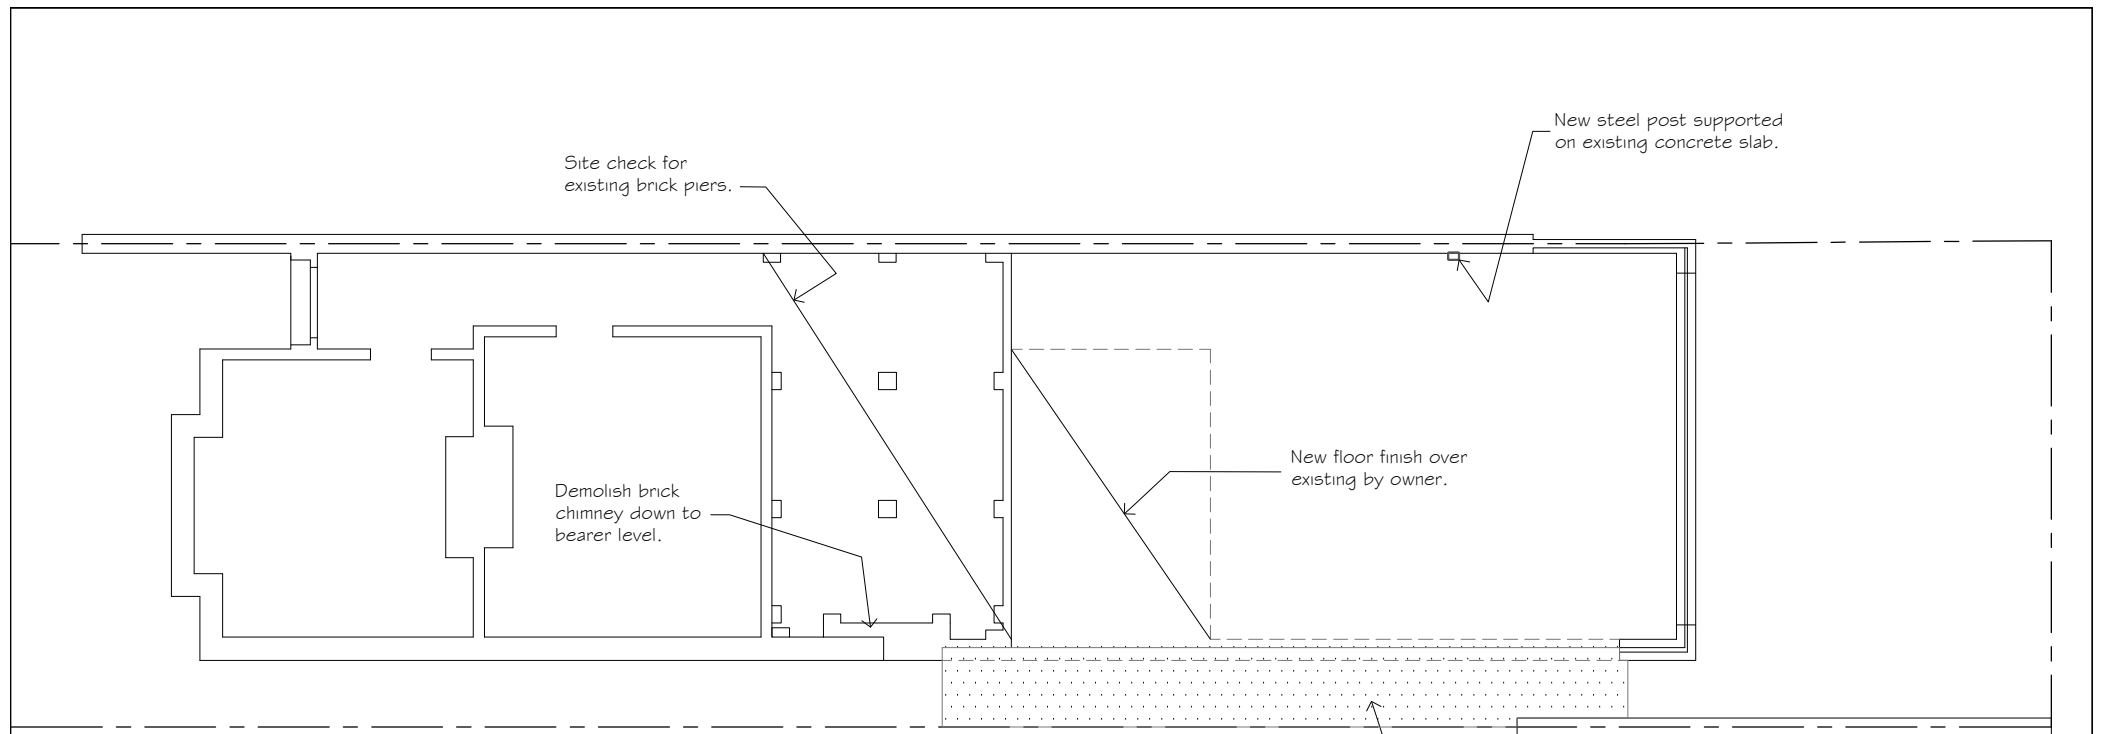 New steel post supported
on existing concrete slab.
Site check for
existing brick piers.
New floor finish over
existing by owner.
Demolish brick
chimney down to
bearer level.